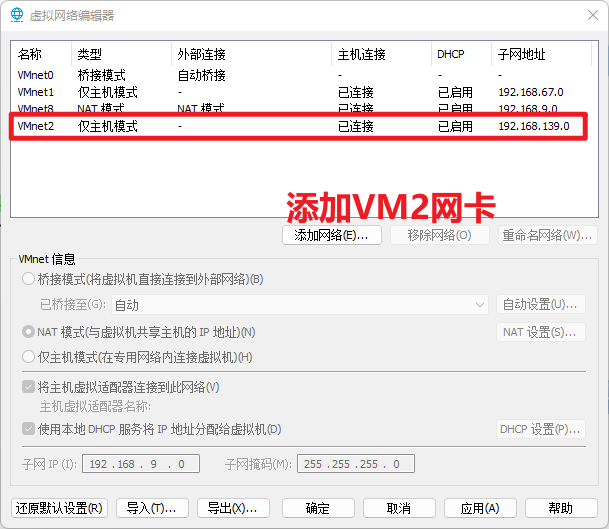 虚拟网络编辑器
名称 类型 外部连接 主机连接 DHCP 子网地址
VMnet0 桥接模式 自动桥接 - - -
VMnet1 仅主机模式 - 已连接 已启用 192.168.67.0
VMnet8 NAT 模式 NAT 模式 已连接 已启用 192.168.9.0
VMnet2 仅主机模式 - 已连接 已启用 192.168.139.0
添加VM2网卡
添加网络(E)... 移除网络(O) 重命名网络(W)...
VMnet 信息
桥接模式(将虚拟机直接连接到外部网络)(B)
已桥接至(G): 自动 自动设置(U)...
NAT 模式(与虚拟机共享主机的 IP 地址)(N) NAT 设置(S)...
仅主机模式(在专用网络内连接虚拟机)(H)
将主机虚拟适配器连接到此网络(V)
主机虚拟适配器名称:
使用本地 DHCP 服务将 IP 地址分配给虚拟机(D) DHCP 设置(P)...
子网 IP (I): 192 . 168 . 9 . 0 子网掩码(M): 255 . 255 . 255 . 0
还原默认设置(R) 导入(T)... 导出(X)... 确定 取消 应用(A) 帮助